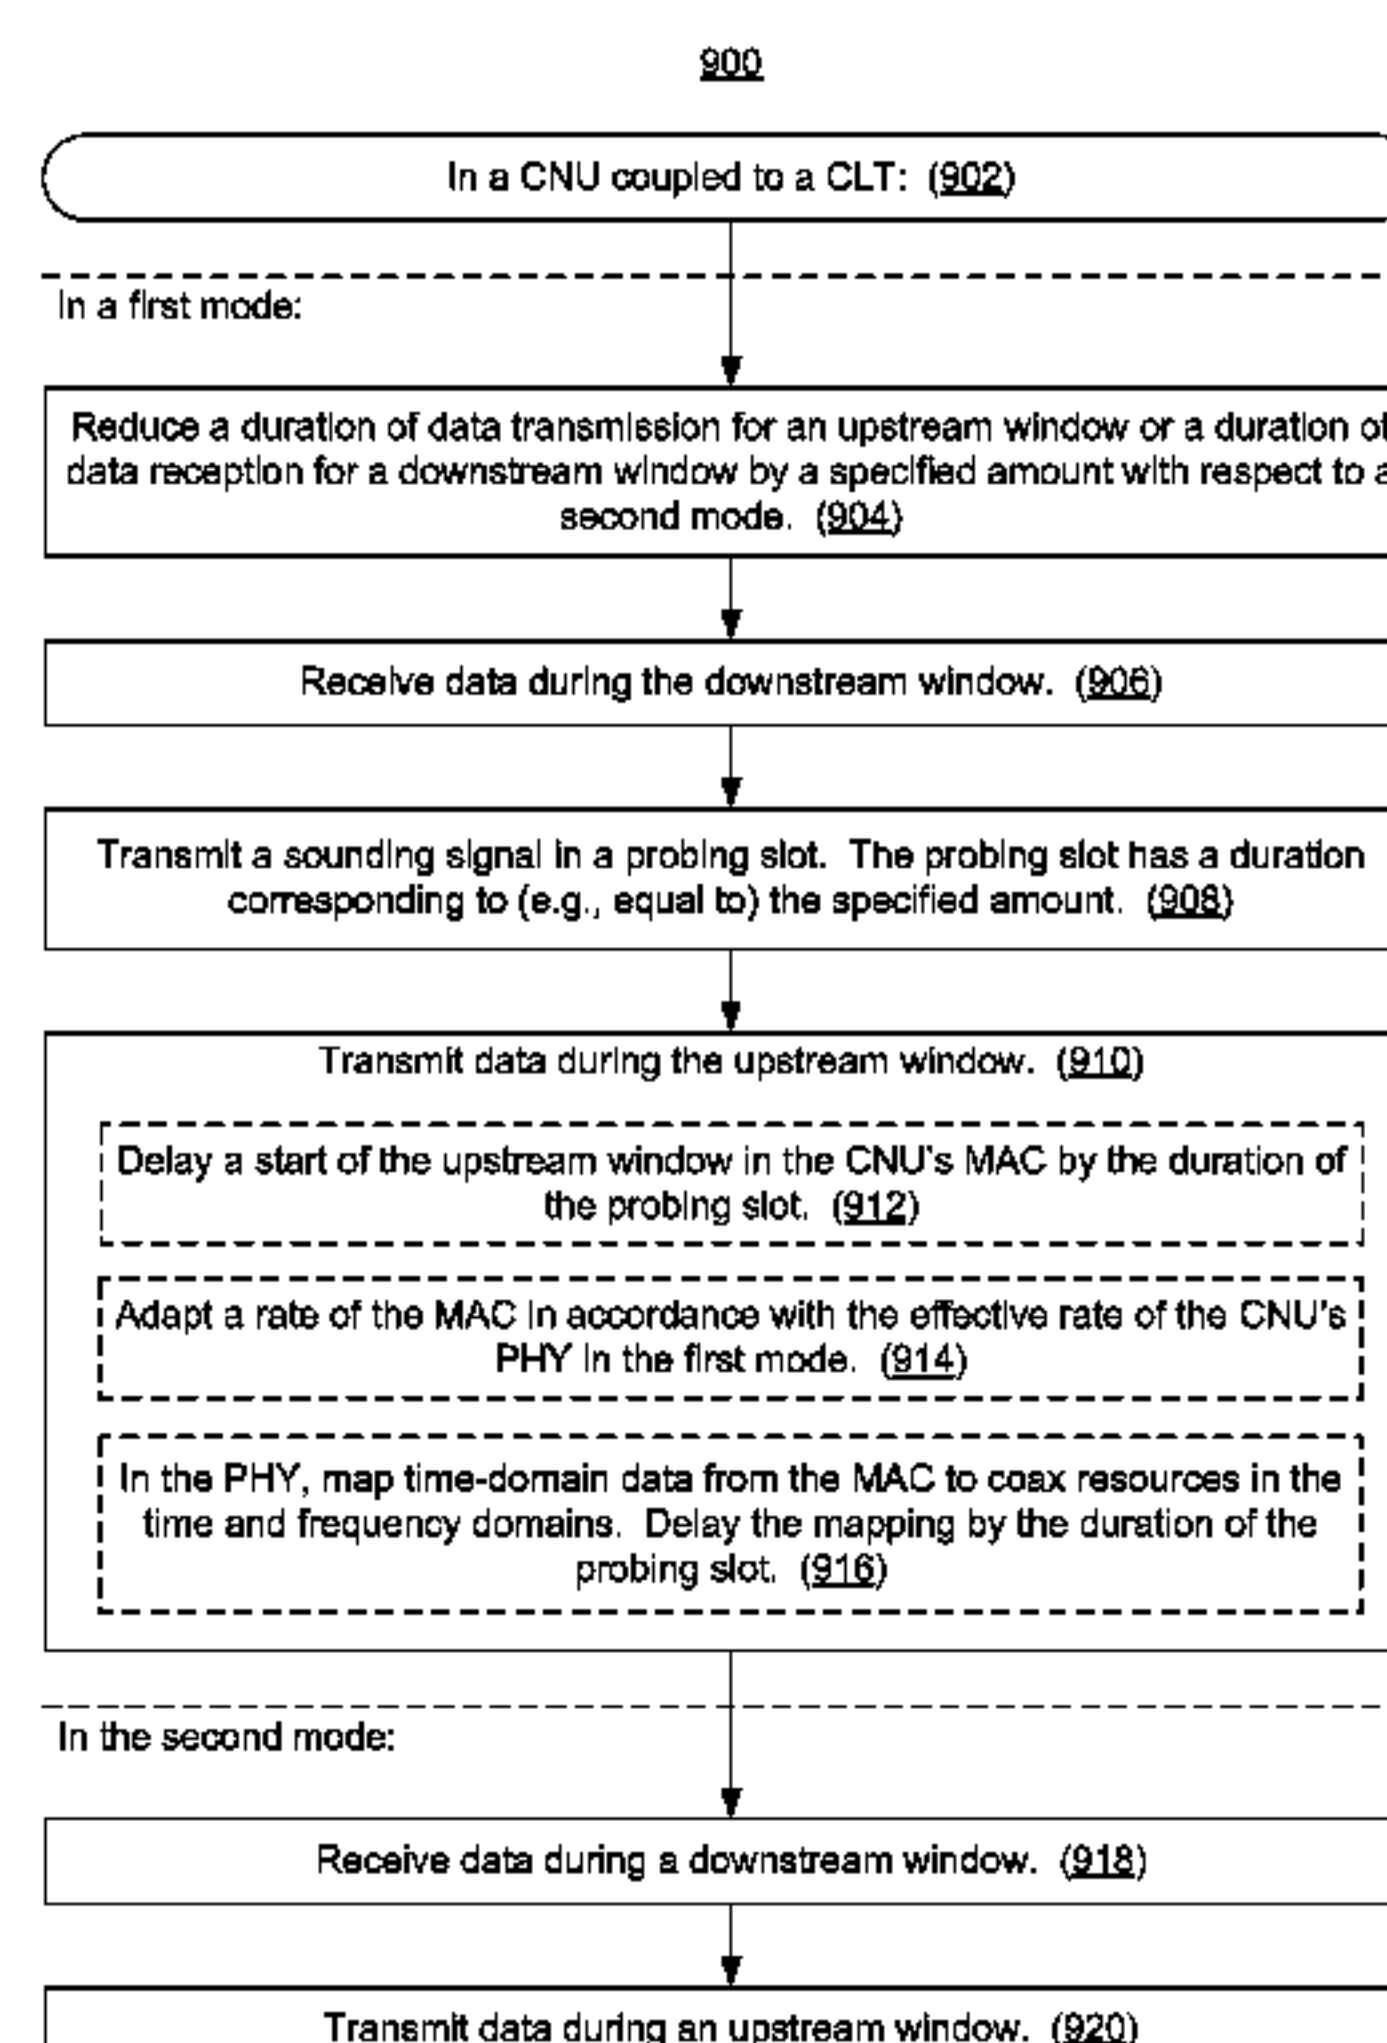 900
In a CNU coupled to a CLT: (902)
In a first mode:
Reduce a duration of data transmission for an upstream window or a duration of
data reception for a downstream window by a specified amount with respect to a
second mode. (904)
Receive data during the downstream window. (906)
Transmit a sounding signal in a probing slot. The probing slot has a duration
corresponding to (e.g., equal to) the specified amount. (908)
Transmit data during the upstream window. (910)
Delay a start of the upstream window in the CNU's MAC by the duration of
the probing slot. (912)
Adapt a rate of the MAC in accordance with the effective rate of the CNU's
PHY in the first mode. (914)
In the PHY, map time-domain data from the MAC to coax resources in the
time and frequency domains. Delay the mapping by the duration of the
probing slot. (916)
In the second mode:
Receive data during a downstream window. (918)
Transmit data during an upstream window. (920)